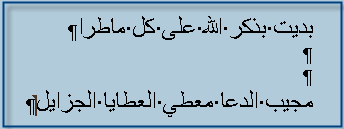 بديت بذكر الله على كل ماطرا¶
¶
¶
مجيب الدعا معطي العطايا الجزايل¶